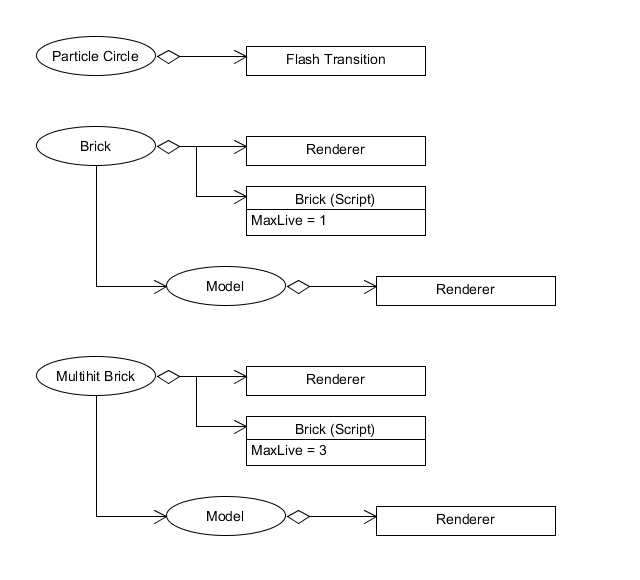 Particle Circle
Flash Transition
Brick
Renderer
Brick (Script)
MaxLive = 1
Model
Renderer
Multihit Brick
Renderer
Brick (Script)
MaxLive = 3
Model
Renderer